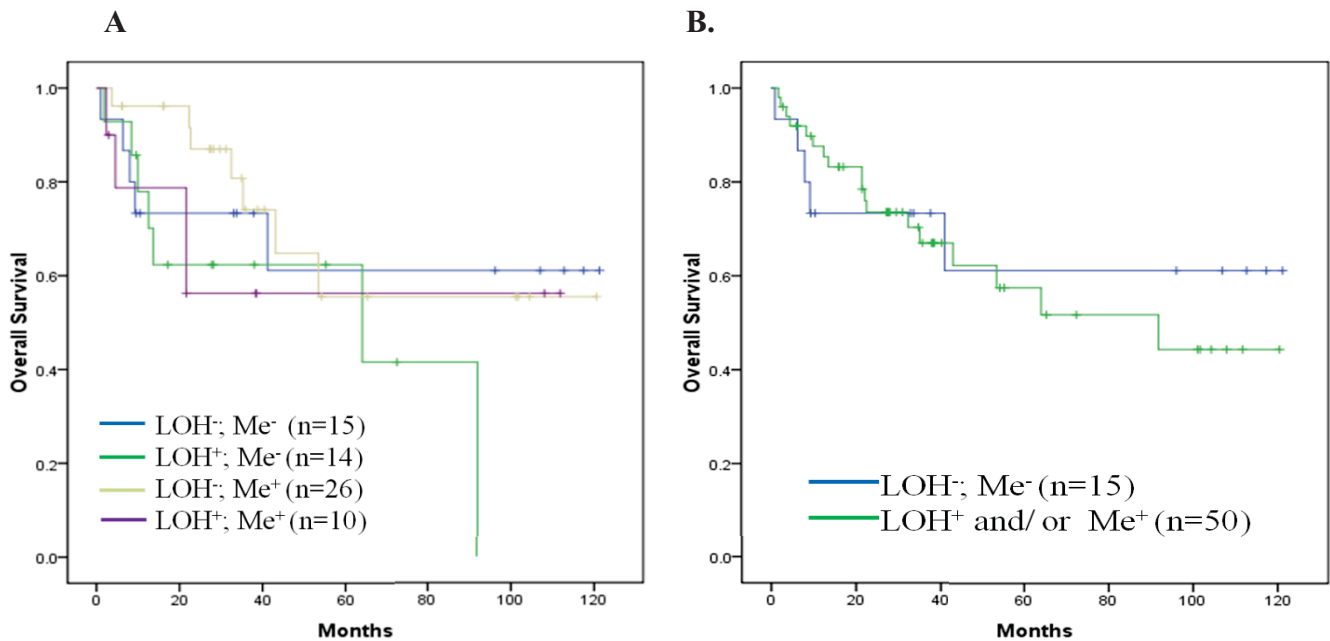 A
B.
Overall Survival
1.0
0.8
0.6
0.4
0.2
0.0
LOH⁻; Me⁻ (n=15)
LOH⁺; Me⁻ (n=14)
LOH⁻; Me⁺ (n=26)
LOH⁺; Me⁺ (n=10)
0 20 40 60 80 100 120
Months
Overall Survival
1.0
0.8
0.6
0.4
0.2
0.0
LOH⁻; Me⁻ (n=15)
LOH⁺ and/ or Me⁺ (n=50)
0 20 40 60 80 100 120
Months